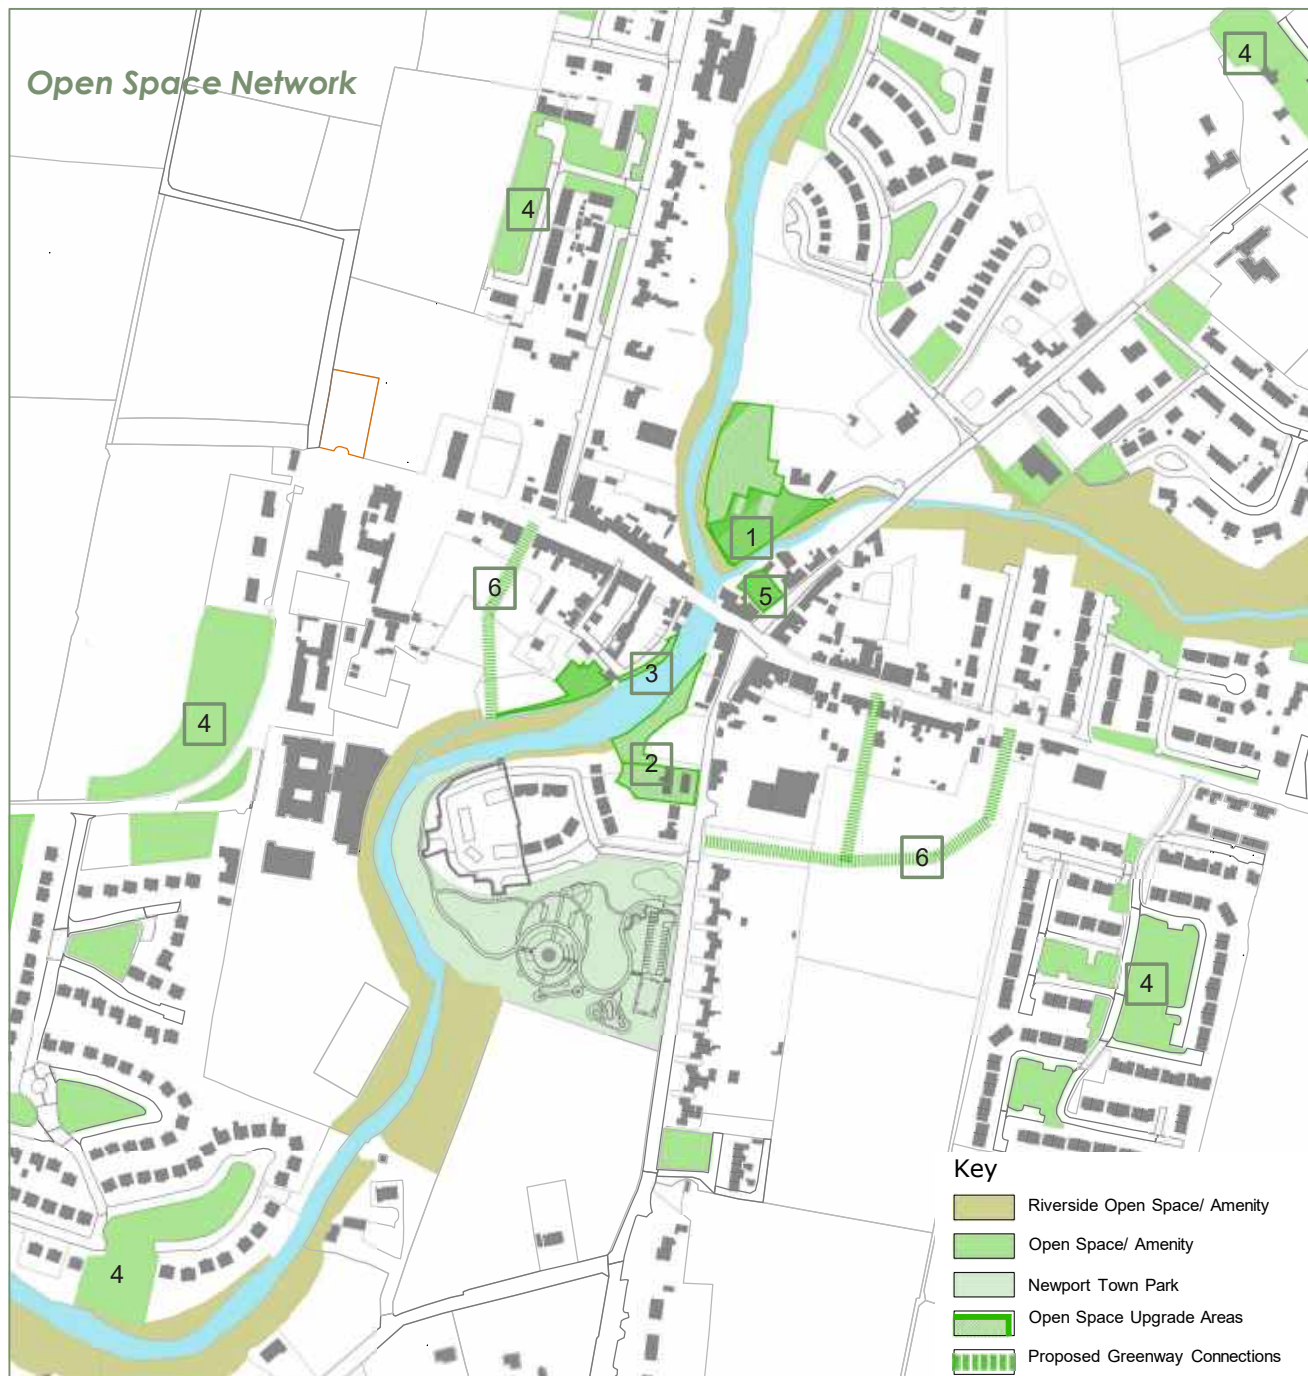 Open Space Network
4
4
1
6
5
3
4
2
6
4
4
Key
Riverside Open Space/ Amenity
Open Space/ Amenity
Newport Town Park
Open Space Upgrade Areas
Proposed Greenway Connections